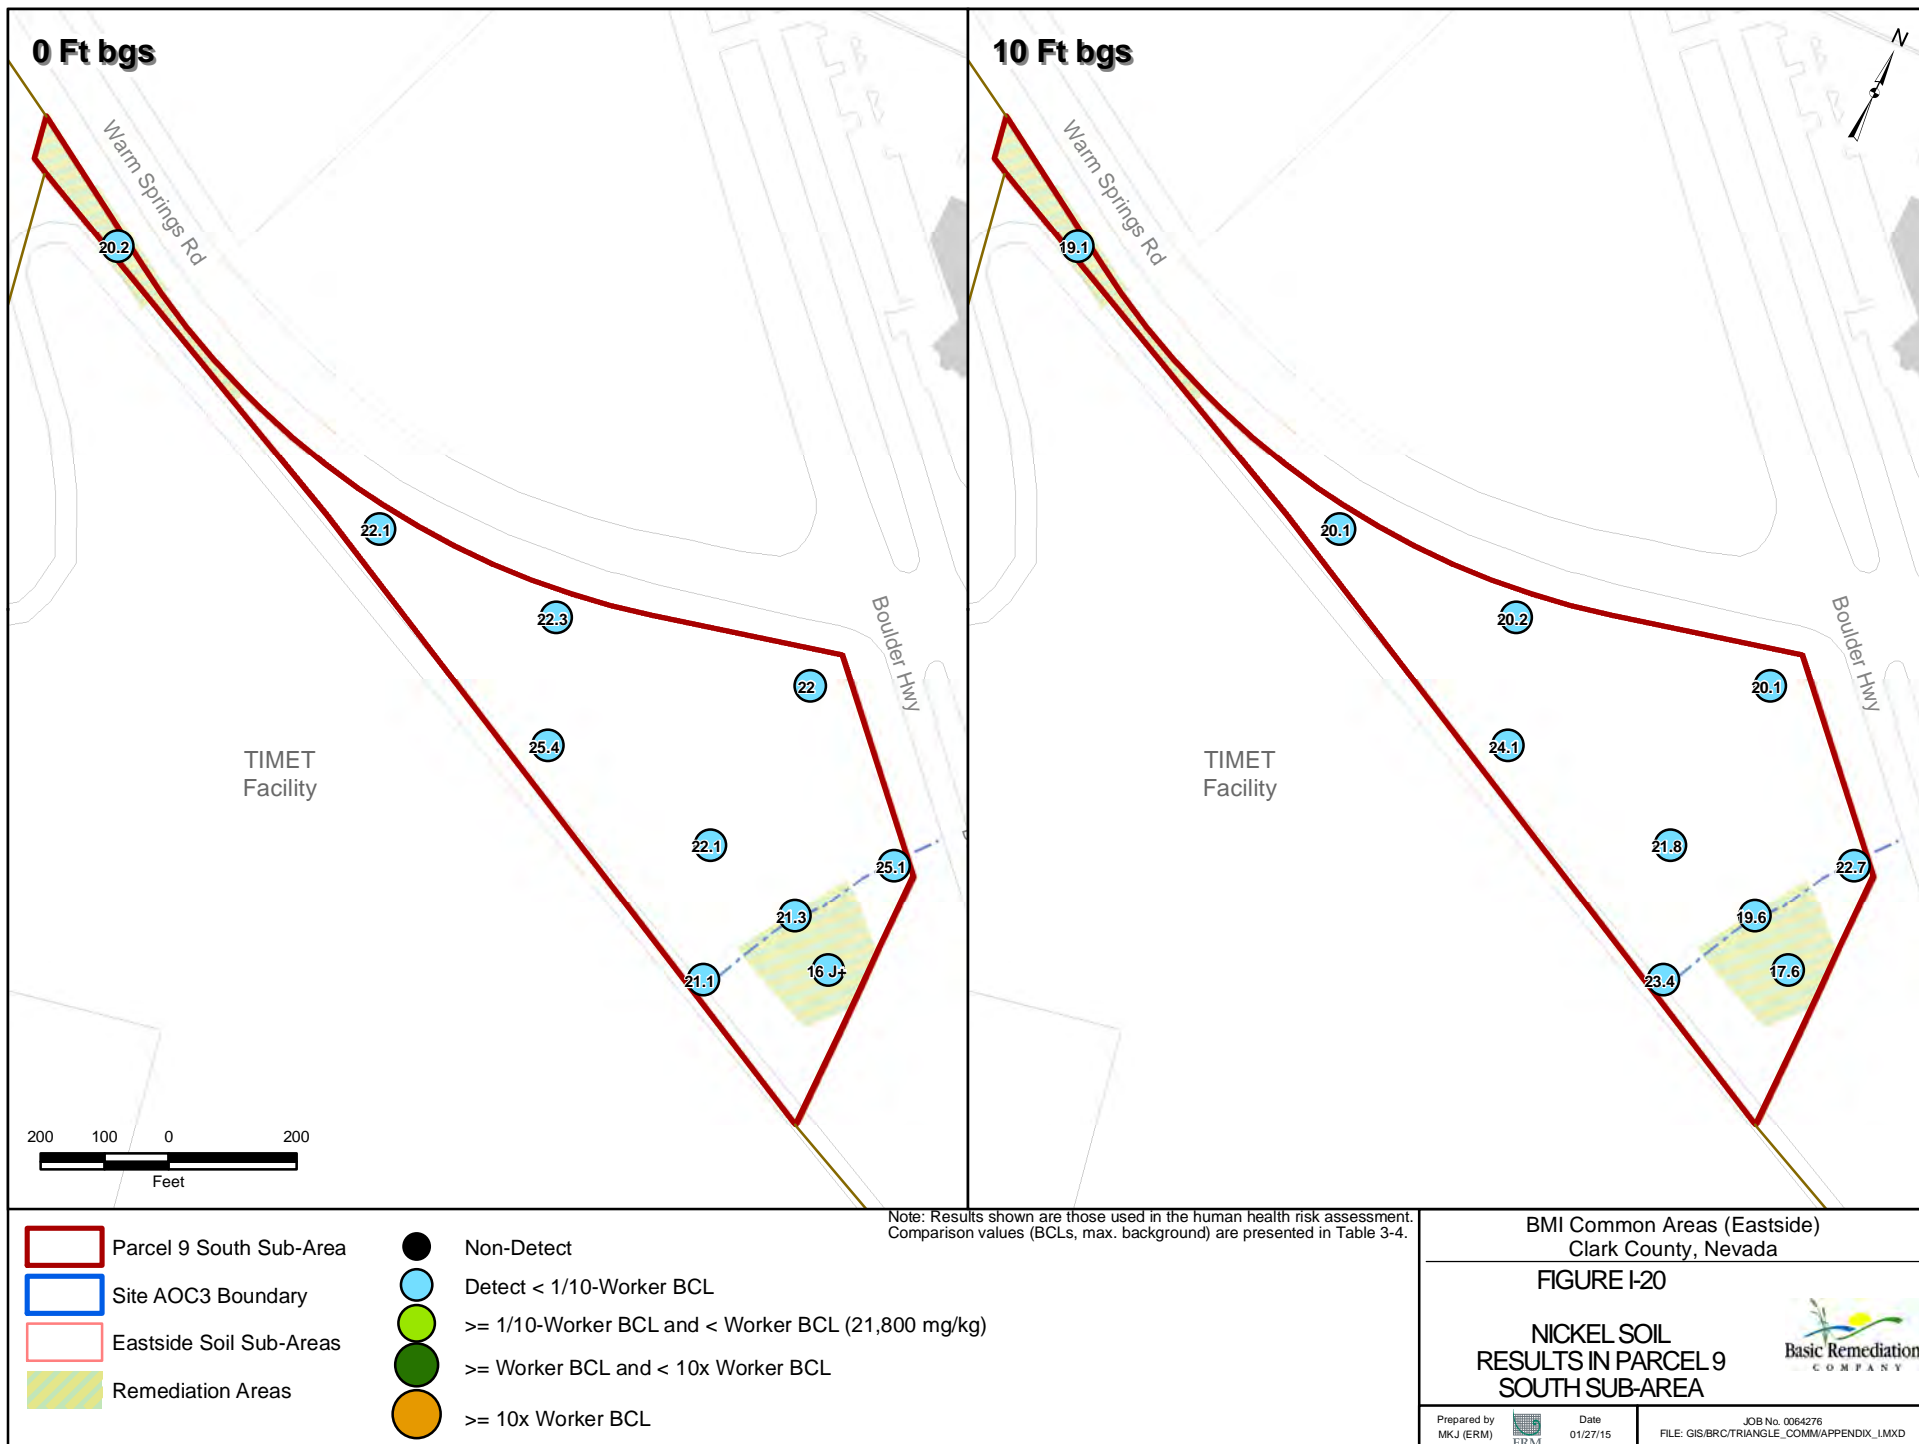 0 Ft bgs
Warm Springs Rd
20.2
22.1
22.3
22
Boulder Hwy
25.4
TIMET
Facility
22.1
25.1
21.3
16 J+
21.1
200 100 0 200
Feet
10 Ft bgs
N
Warm Springs Rd
19.1
20.1
20.2
20.1
Boulder Hwy
24.1
TIMET
Facility
21.8
22.7
19.6
17.6
23.4
Parcel 9 South Sub-Area
Site AOC3 Boundary
Eastside Soil Sub-Areas
Remediation Areas
Non-Detect
Detect < 1/10-Worker BCL
>= 1/10-Worker BCL and < Worker BCL (21,800 mg/kg)
>= Worker BCL and < 10x Worker BCL
>= 10x Worker BCL
Note: Results shown are those used in the human health risk assessment.
Comparison values (BCLs, max. background) are presented in Table 3-4.
BMI Common Areas (Eastside)
Clark County, Nevada
FIGURE I-20
NICKEL SOIL
RESULTS IN PARCEL 9
SOUTH SUB-AREA
Basic Remediation
COMPANY
Prepared by
MKJ (ERM)
ERM
Date
01/27/15
JOB No. 0064276
FILE: GIS/BRC/TRIANGLE_COMM/APPENDIX_I.MXD